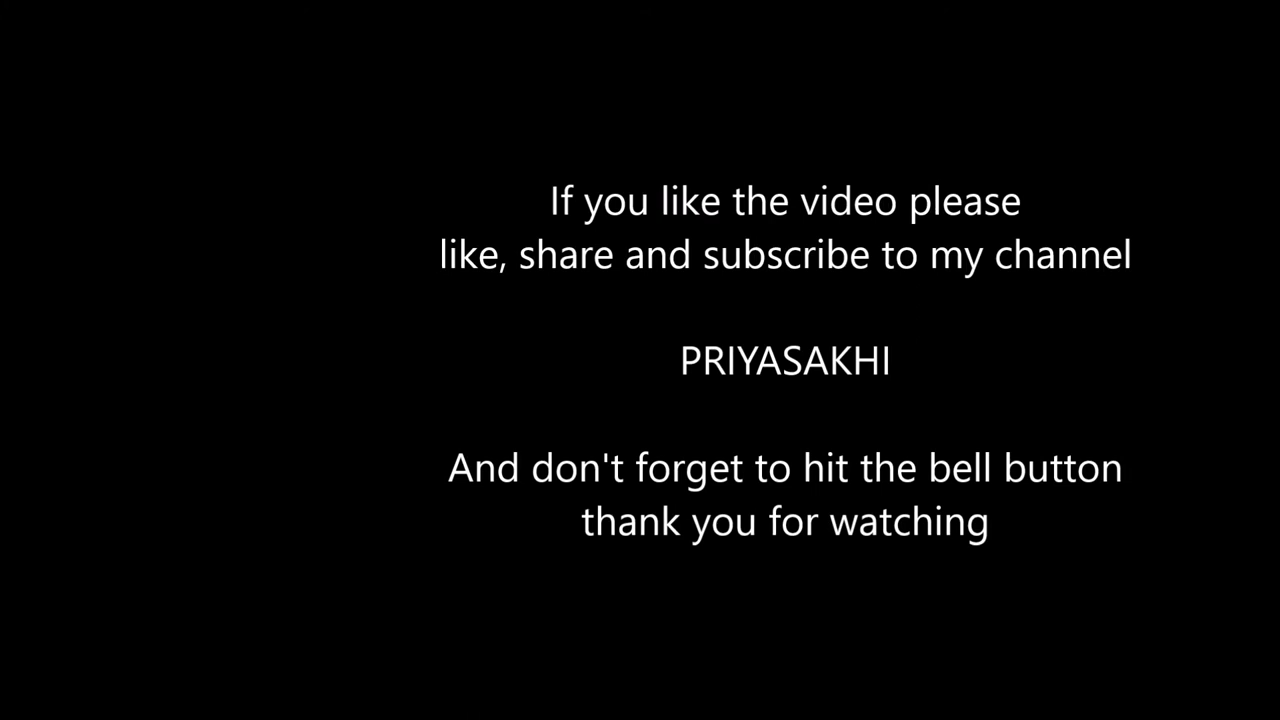 If you like the video please
like, share and subscribe to my channel
PRIYASAKHI
And don't forget to hit the bell button
thank you for watching